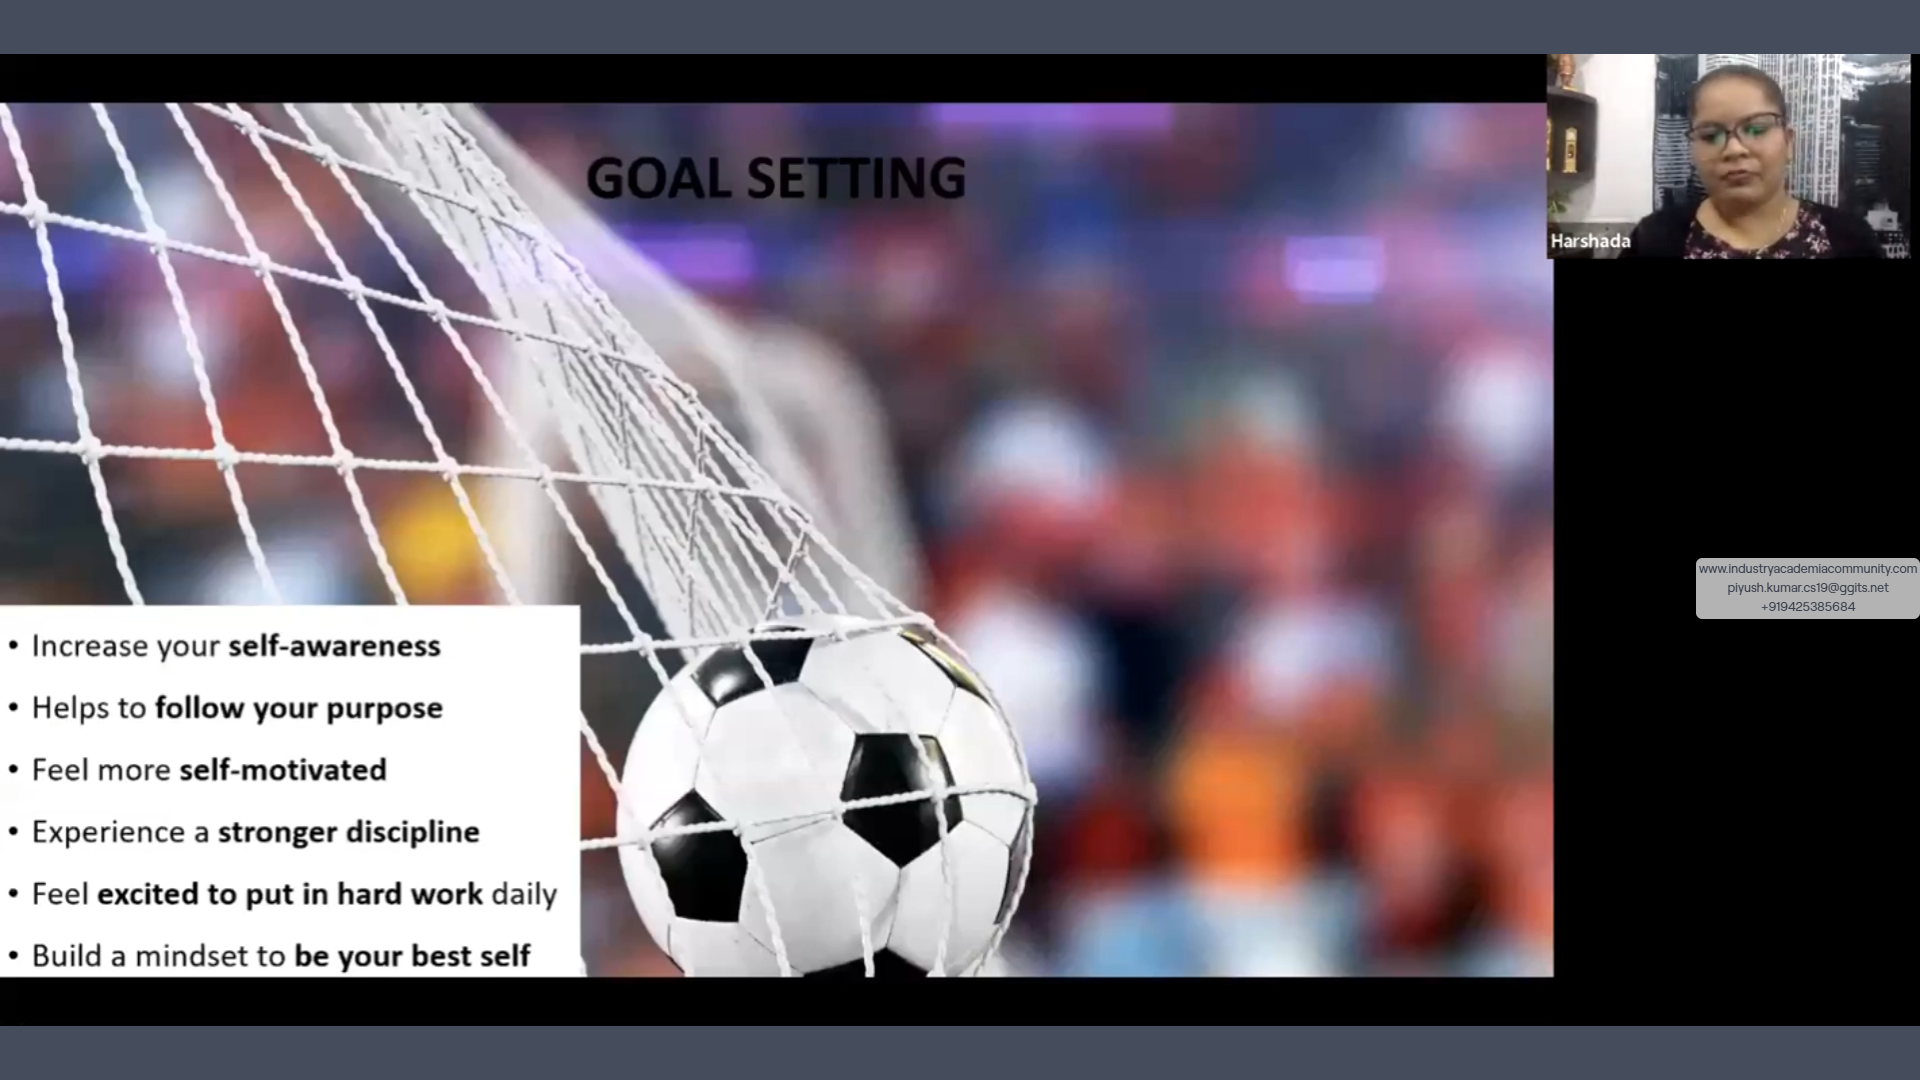 GOAL SETTING
Harshada
www.industryacademiacommunity.com
piyush.kumar.cs19@ggits.net
+919425385684
• Increase your self-awareness
• Helps to follow your purpose
• Feel more self-motivated
• Experience a stronger discipline
• Feel excited to put in hard work daily
• Build a mindset to be your best self